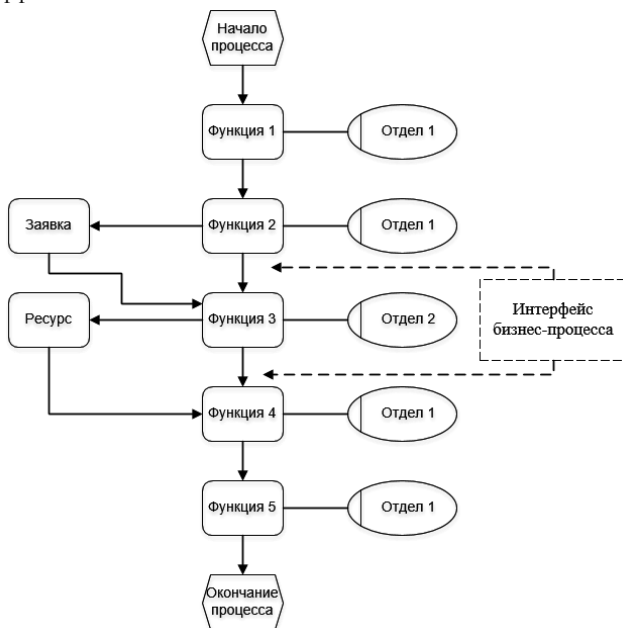 Начало
процесса
Функция 1
Отдел 1
Заявка
Функция 2
Отдел 1
Ресурс
Функция 3
Отдел 2
Интерфейс
бизнес-процесса
Функция 4
Отдел 1
Функция 5
Отдел 1
Окончание
процесса